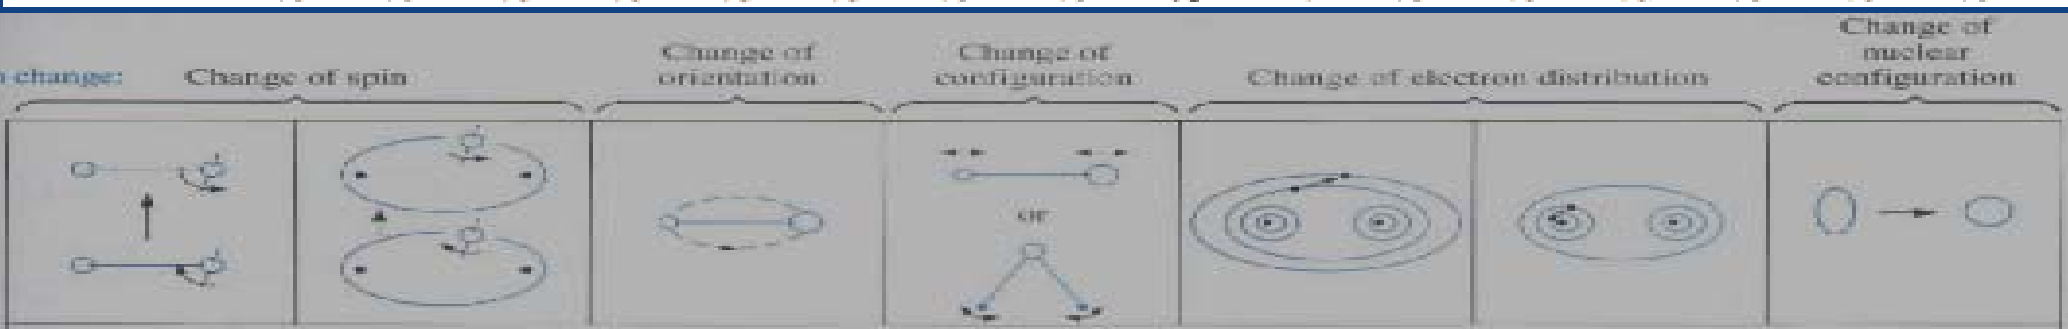 change:
Change of spin
Change of
orientation
Change of
configuration
Change of electron distribution
Change of
nuclear
configuration
or